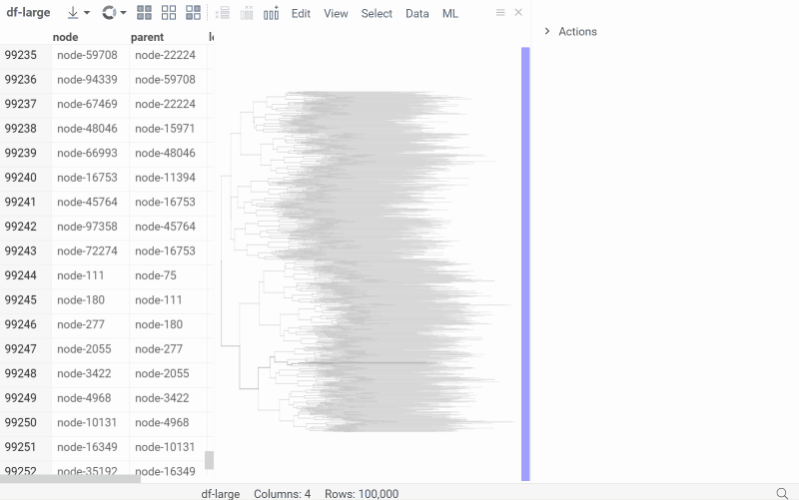 df-large Edit View Select Data ML
Actions
node parent
99235 node-59708 node-22224
99236 node-94339 node-59708
99237 node-67469 node-22224
99238 node-48046 node-15971
99239 node-66993 node-48046
99240 node-16753 node-11394
99241 node-45764 node-16753
99242 node-97358 node-45764
99243 node-72274 node-16753
99244 node-111 node-75
99245 node-180 node-111
99246 node-277 node-180
99247 node-2055 node-277
99248 node-3422 node-2055
99249 node-4968 node-3422
99250 node-10131 node-4968
99251 node-16349 node-10131
99252 node-35192 node-16349
df-large Columns: 4 Rows: 100,000